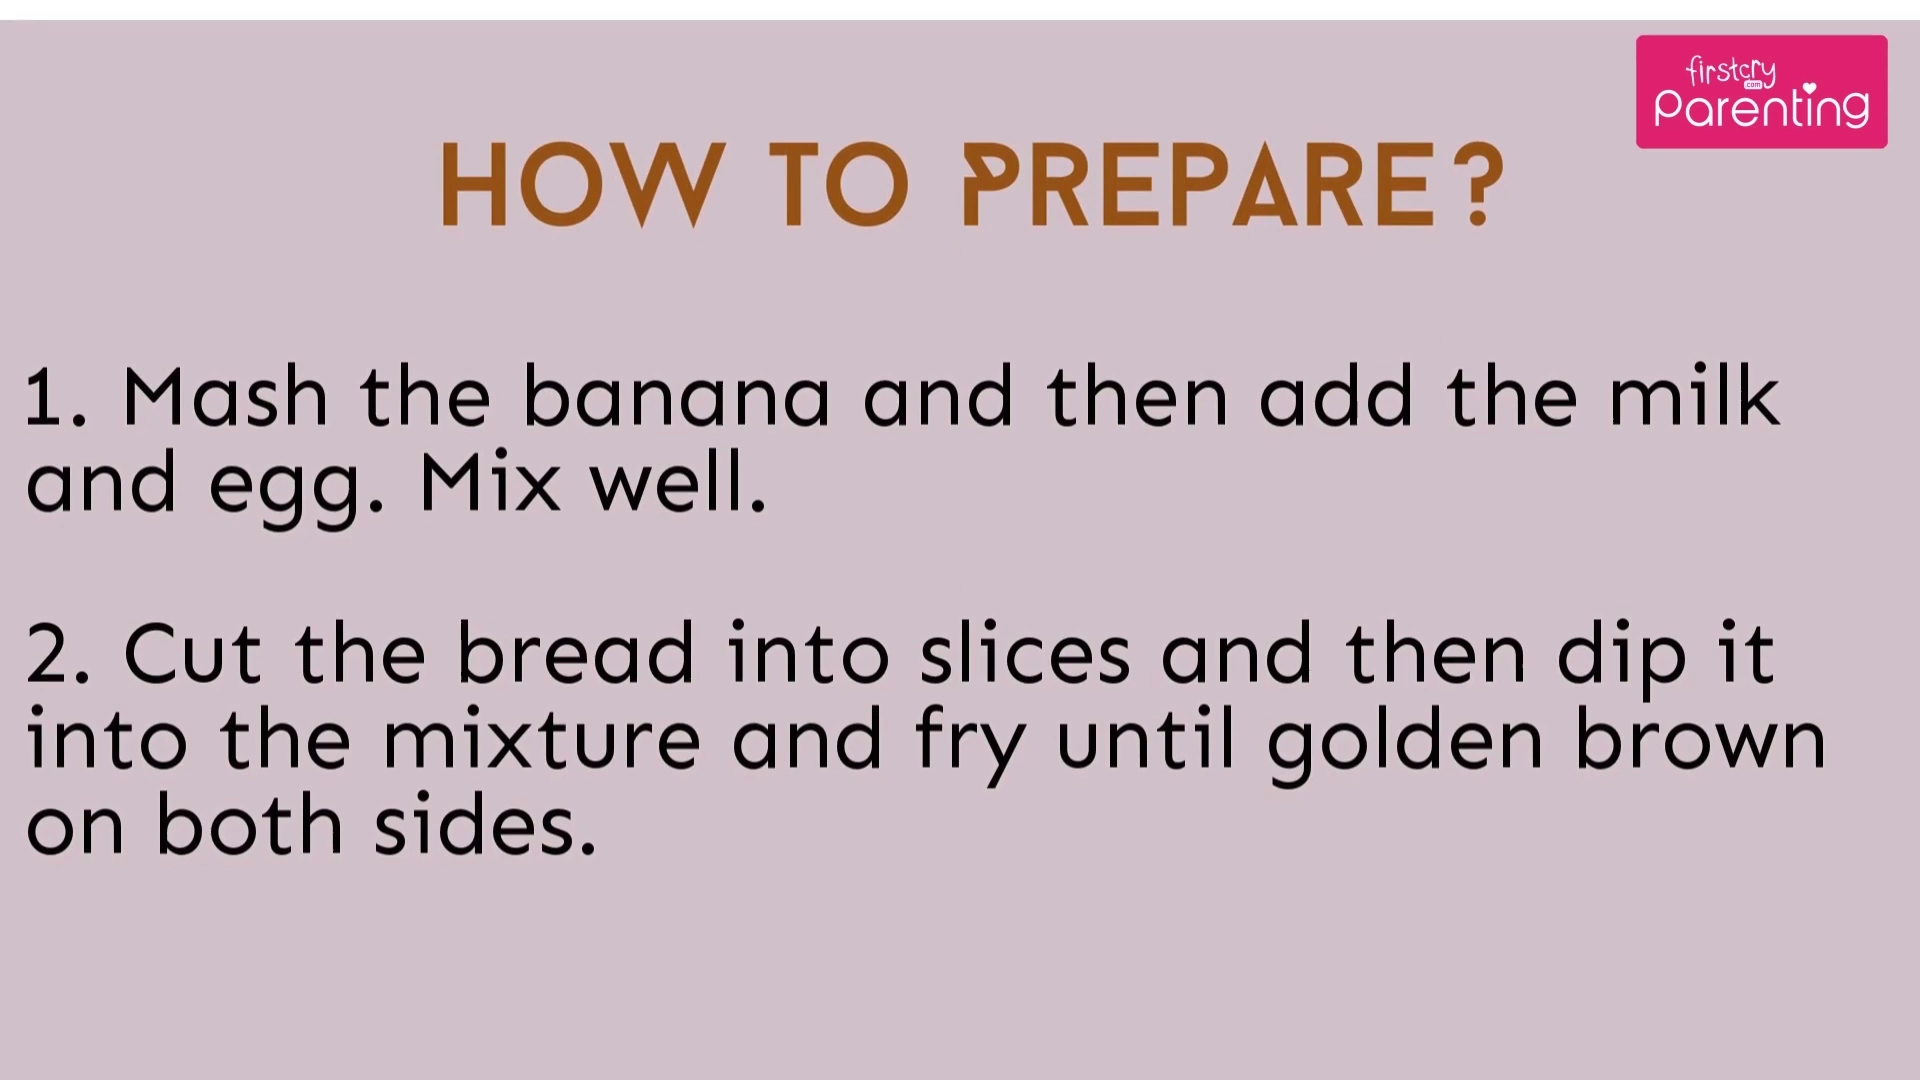 firstcry
.com
Parenting
HOW TO PREPARE?
1. Mash the banana and then add the milk
and egg. Mix well.
2. Cut the bread into slices and then dip it
into the mixture and fry until golden brown
on both sides.